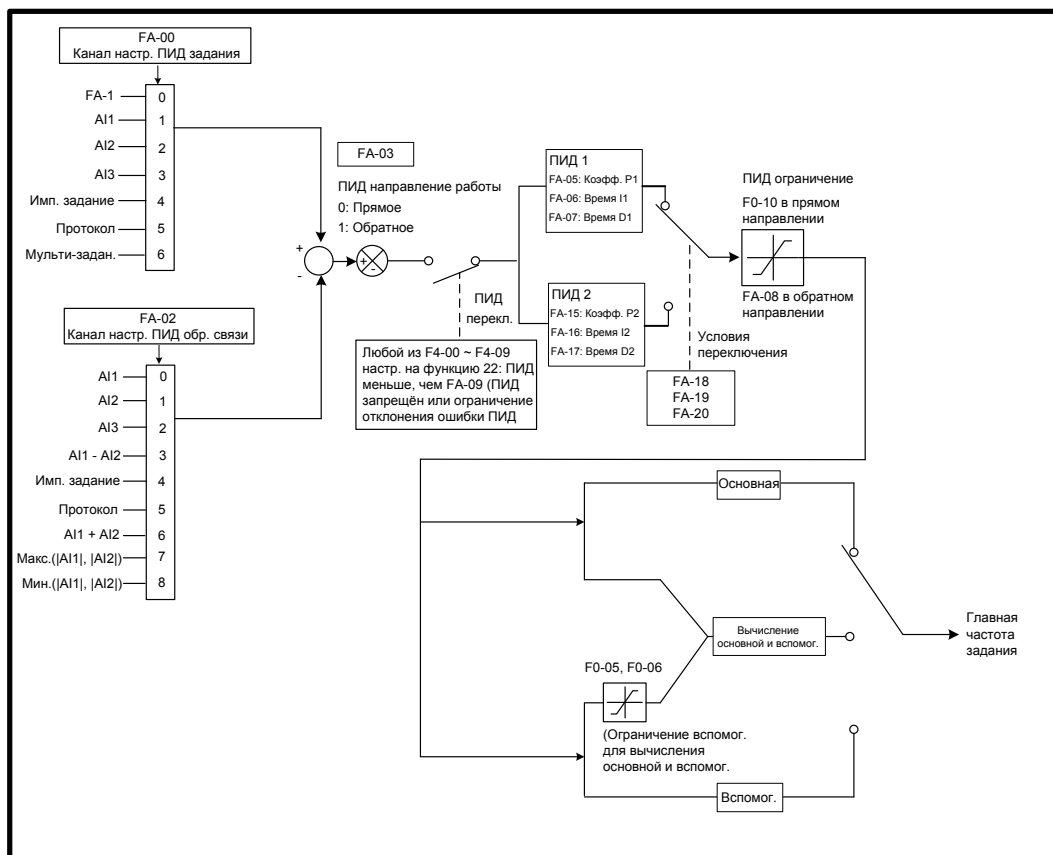 FA-00
Канал настр. ПИД задания
FA-1
0
AI1
1
AI2
2
AI3
3
Имп. задание
4
Протокол
5
Мульти-задан.
6
FA-02
Канал настр. ПИД обр. связи
AI1
0
AI2
1
AI3
2
AI1 - AI2
3
Имп. задание
4
Протокол
5
AI1 + AI2
6
Макс.(|AI1|, |AI2|)
7
Мин.(|AI1|, |AI2|)
8
FA-03
ПИД направление работы
0: Прямое
1: Обратное
+
-
+
-
ПИД
перекл.
Любой из F4-00 ~ F4-09
настр. на функцию 22: ПИД
меньше, чем FA-09 (ПИД
запрещён или ограничение
отклонения ошибки ПИД
ПИД 1
FA-05: Коэфф. P1
FA-06: Время I1
FA-07: Время D1
ПИД 2
FA-15: Коэфф. P2
FA-16: Время I2
FA-17: Время D2
Условия
переключения
FA-18
FA-19
FA-20
ПИД ограничение
F0-10 в прямом
направлении
FA-08 в обратном
направлении
Основная
Вычисление
основной и вспомог.
F0-05, F0-06
(Ограничение вспомог.
для вычисления
основной и вспомог.
Вспомог.
Главная
частота
задания